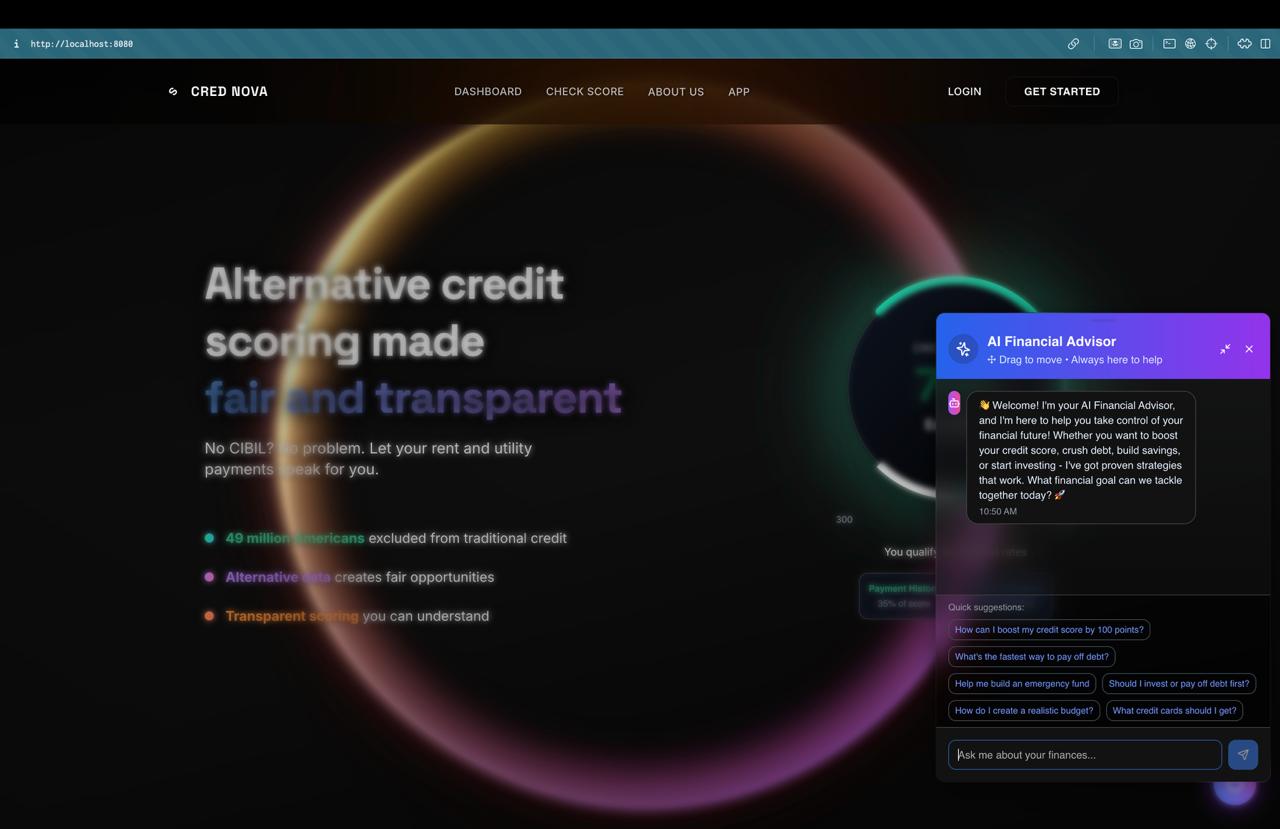 http://localhost:8080
CRED NOVA
DASHBOARD
CHECK SCORE
ABOUT US
APP
LOGIN
GET STARTED
Alternative credit
scoring made
fair and transparent
No CIBIL? No problem. Let your rent and utility
payments speak for you.
49 million Americans excluded from traditional credit
Alternative data creates fair opportunities
Transparent scoring you can understand
300
You qualify
rates
Payment History
35% of score
AI Financial Advisor
Drag to move • Always here to help
👋 Welcome! I'm your AI Financial Advisor,
and I'm here to help you take control of your
financial future! Whether you want to boost
your credit score, crush debt, build savings,
or start investing - I've got proven strategies
that work. What financial goal can we tackle
together today? 🚀
10:50 AM
Quick suggestions:
How can I boost my credit score by 100 points?
What's the fastest way to pay off debt?
Help me build an emergency fund
Should I invest or pay off debt first?
How do I create a realistic budget?
What credit cards should I get?
Ask me about your finances...